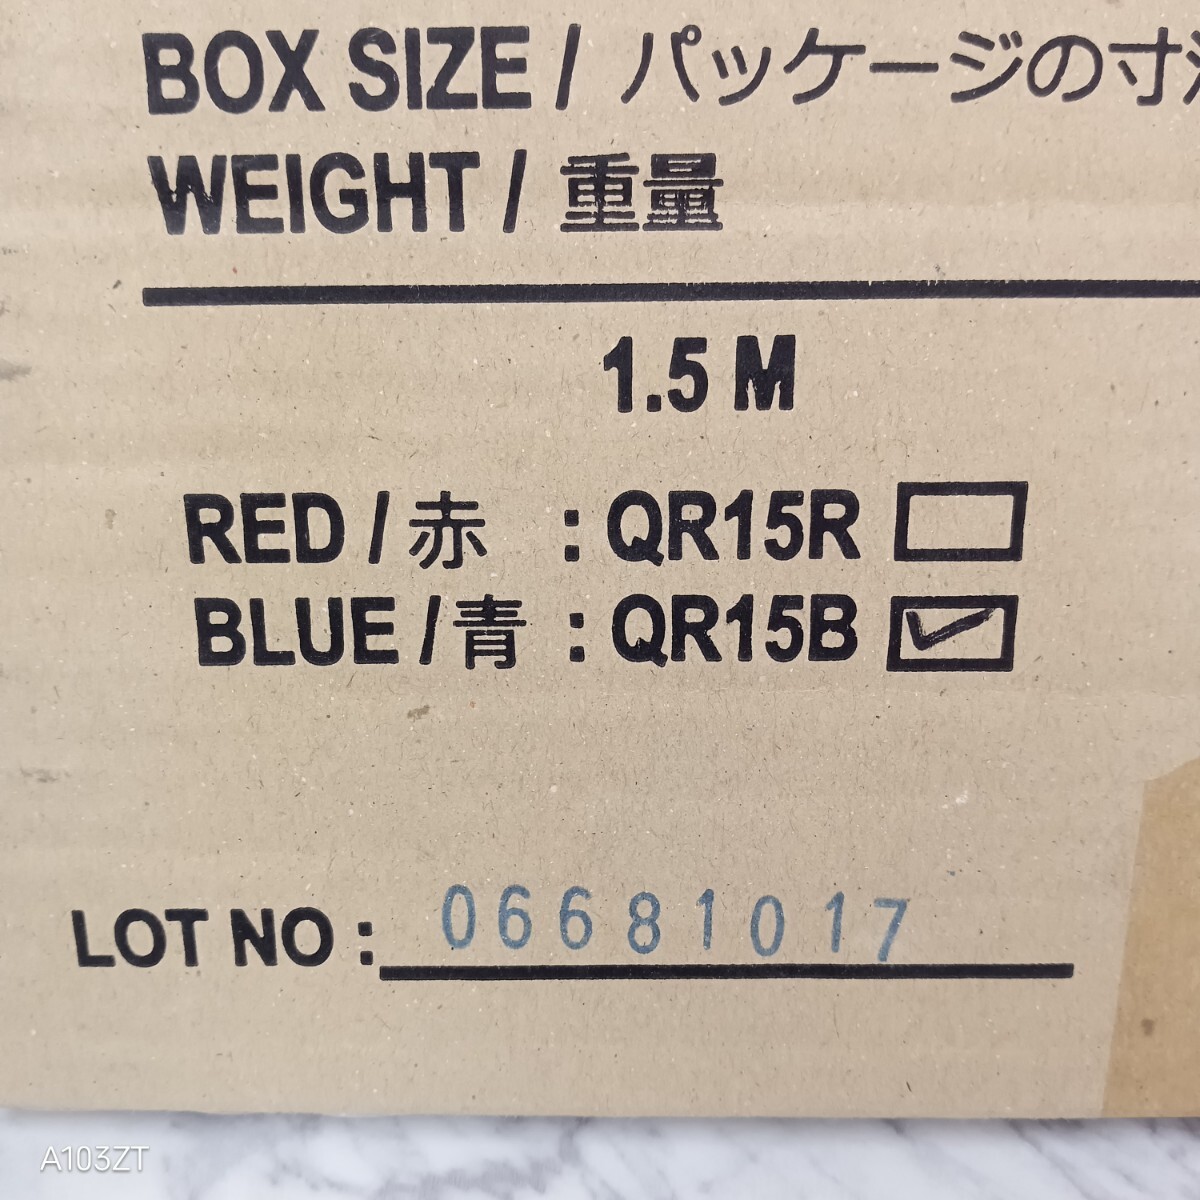 BOX SIZE / パッケージの寸
WEIGHT / 重量
1.5 M
RED / 赤 : QR15R
BLUE / 青 : QR15B
LOT NO : 06681017
A103ZT